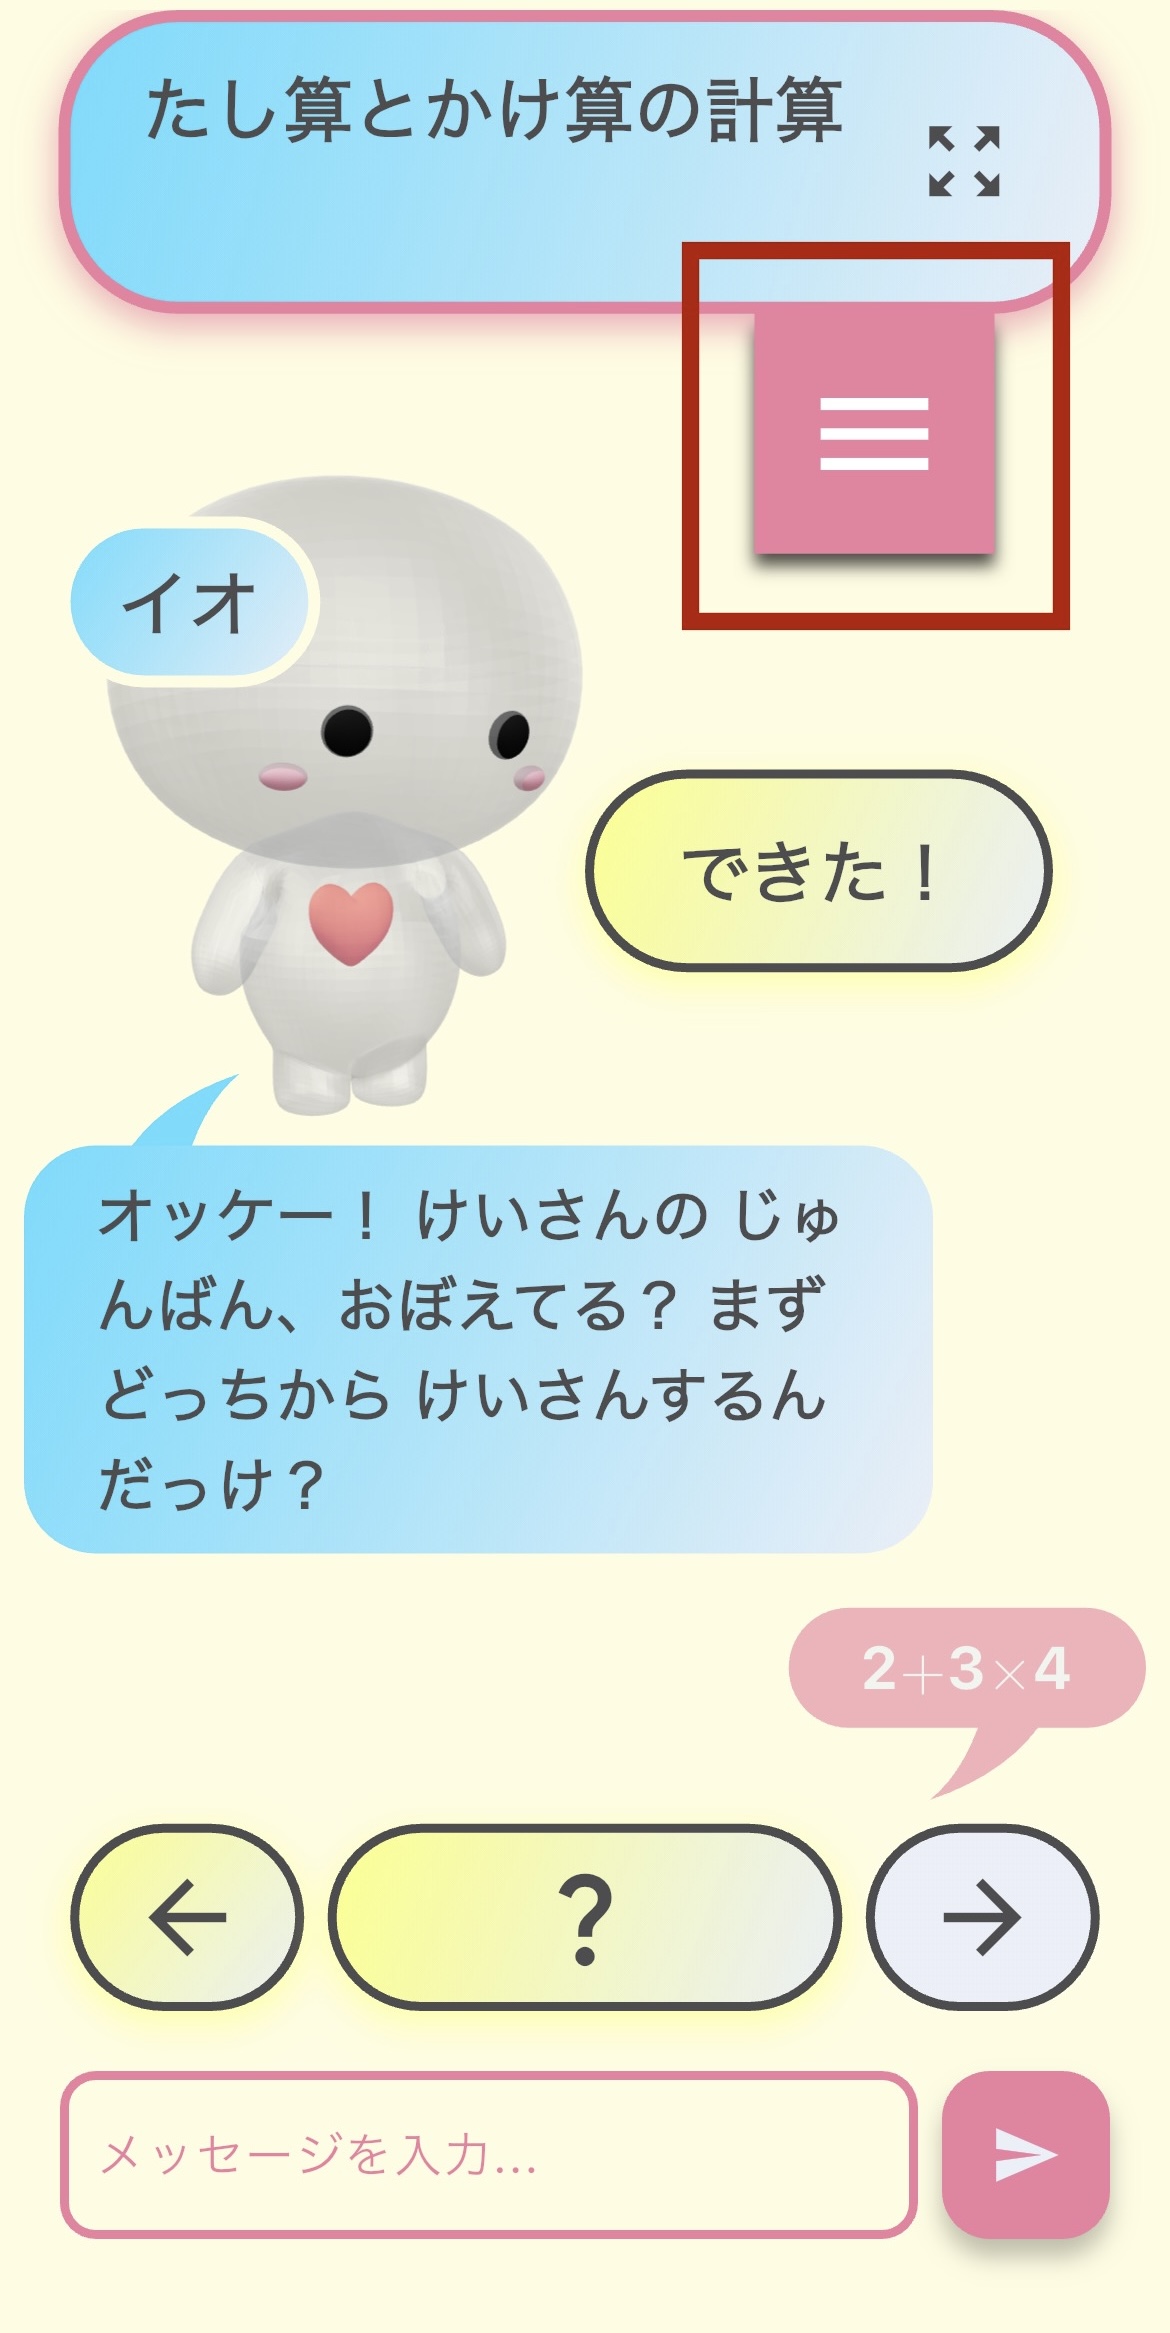 たし算とかけ算の計算
イオ
できた！
オッケー！ けいさんの じゅ
んばん、おぼえてる？ まず
どっちから けいさんするん
だっけ？
2+3×4
?
メッセージを入力...